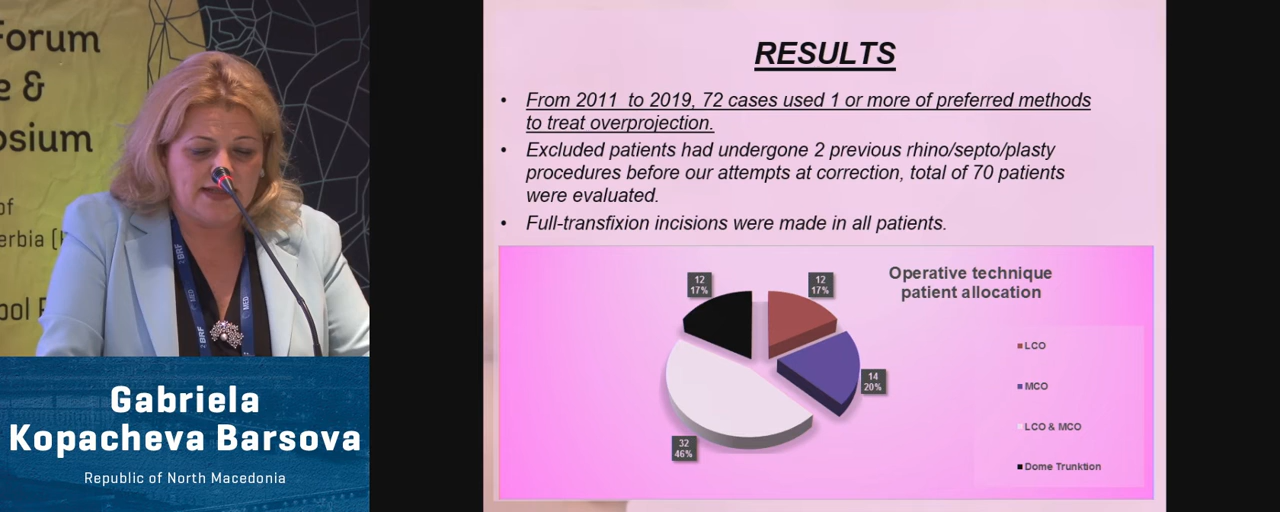 Forum
e &
osium
of
erbia
ool
BRF
MED
BRF
MED
Gabriela
Kopacheva Barsova
Republic of North Macedonia
RESULTS
• From 2011 to 2019, 72 cases used 1 or more of preferred methods
to treat overprojection.
• Excluded patients had undergone 2 previous rhino/septo/plasty
procedures before our attempts at correction, total of 70 patients
were evaluated.
• Full-transfixion incisions were made in all patients.
Operative technique
patient allocation
12
17%
12
17%
14
20%
32
46%
LCO
MCO
LCO & MCO
Dome Trunktion